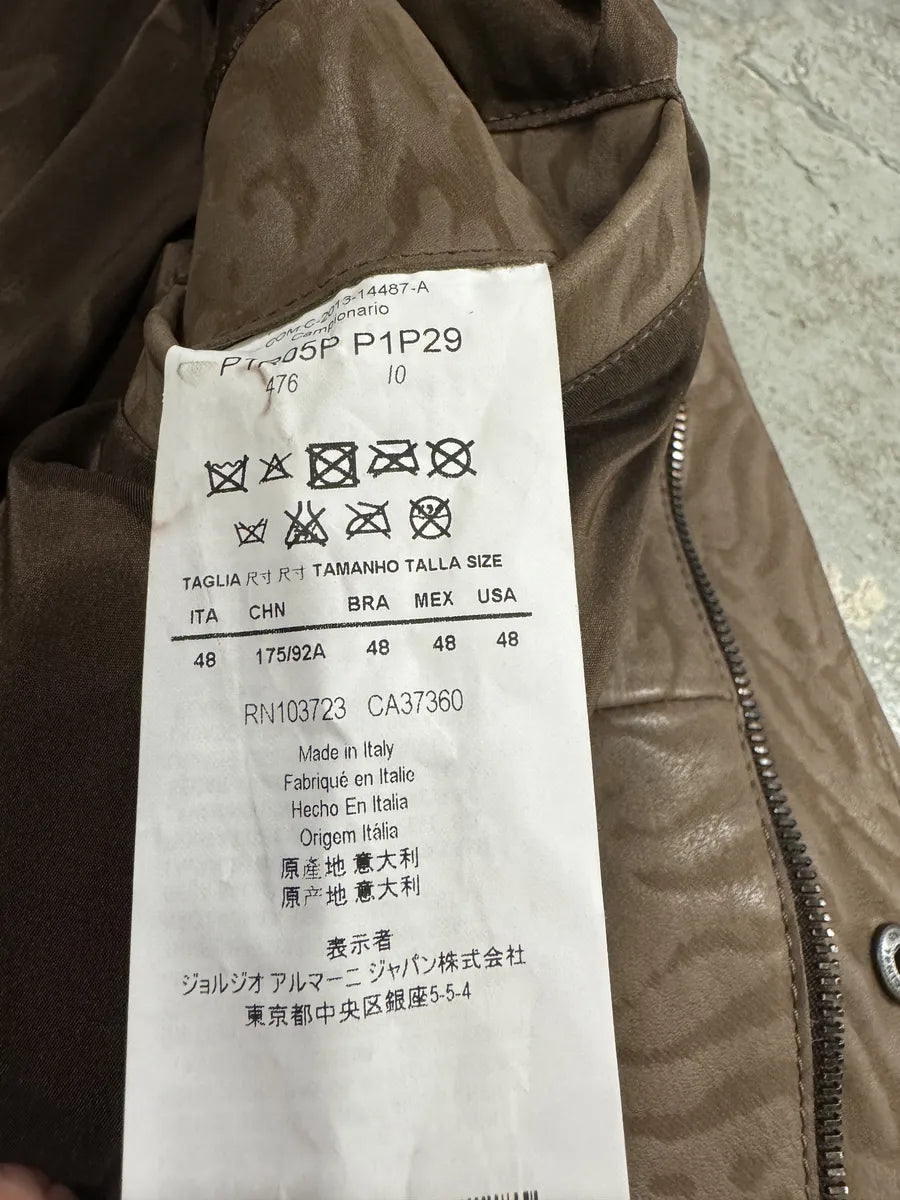 COM C-2013-14487-A
Campionario
P1P29
476 10
TAGLIA 尺寸 尺寸 TAMANHO TALLA SIZE
ITA CHN BRA MEX USA
48 175/92A 48 48 48
RN103723 CA37360
Made in Italy
Fabriqué en Italie
Hecho En Italia
Origem Itália
原產地 意大利
原产地 意大利
表示者
ジョルジオ アルマーニ ジャパン株式会社
東京都中央区銀座5-5-4